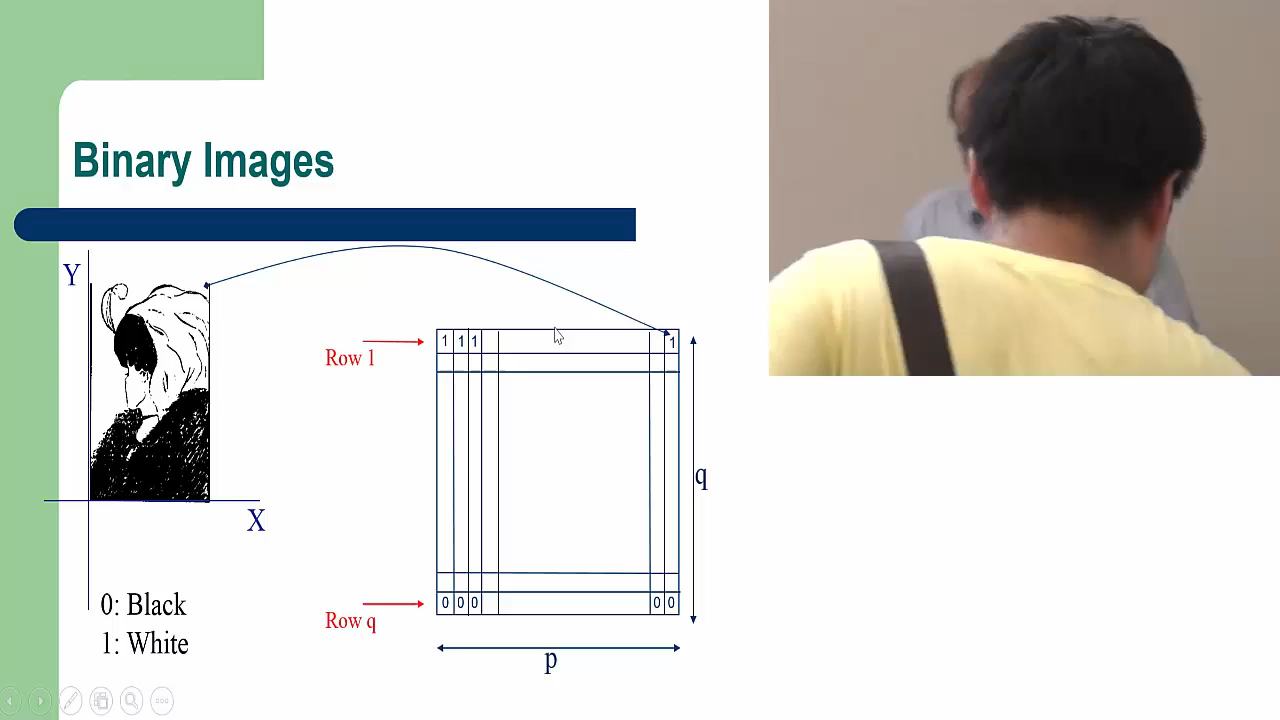 Binary Images
Y
Row 1
1 1 1 1
q
X
0: Black
1: White
Row q
0 0 0 0 0
p